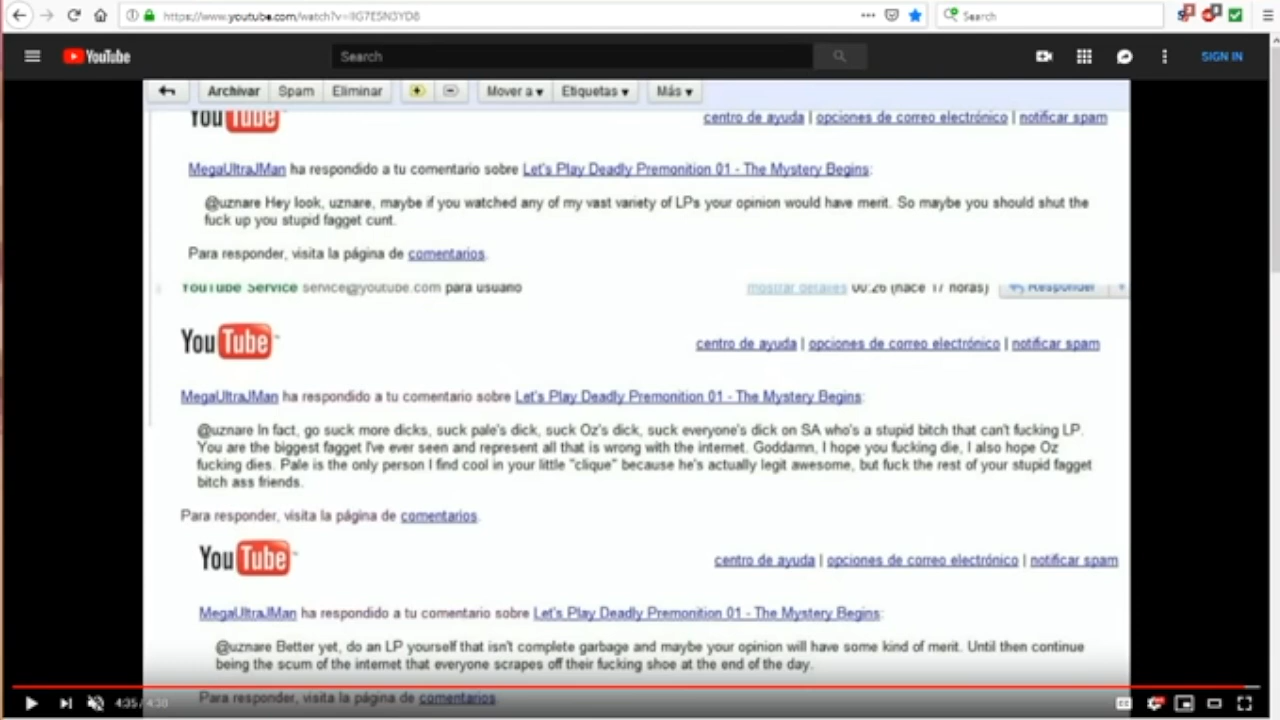 https://www.youtube.com/watch?v=
Search
YouTube
Search
SIGN IN
Archivar Spam Eliminar Mover a Etiquetas Más
YouTube
centro de ayuda | opciones de correo electrónico | notificar spam
MegaUltraJMan ha respondido a tu comentario sobre Let's Play Deadly Premonition 01 - The Mystery Begins:
@uznare Hey look, uznare, maybe if you watched any of my vast variety of LPs your opinion would have merit. So maybe you should shut the
fuck up you stupid fagget cunt.
Para responder, visita la página de comentarios.
YouTube Service service@youtube.com para usuario mostrar detalles 00:26 (hace 17 horas) Responder
YouTube
centro de ayuda | opciones de correo electrónico | notificar spam
MegaUltraJMan ha respondido a tu comentario sobre Let's Play Deadly Premonition 01 - The Mystery Begins:
@uznare In fact, go suck more dicks, suck pale's dick, suck Oz's dick, suck everyone's dick on SA who's a stupid bitch that can't fucking LP.
You are the biggest fagget I've ever seen and represent all that is wrong with the internet. Goddamn, I hope you fucking die, I also hope Oz
fucking dies. Pale is the only person I find cool in your little "clique" because he's actually legit awesome, but fuck the rest of your stupid fagget
bitch ass friends.
Para responder, visita la página de comentarios.
YouTube
centro de ayuda | opciones de correo electrónico | notificar spam
MegaUltraJMan ha respondido a tu comentario sobre Let's Play Deadly Premonition 01 - The Mystery Begins:
@uznare Better yet, do an LP yourself that isn't complete garbage and maybe your opinion will have some kind of merit. Until then continue
being the scum of the internet that everyone scrapes off their fucking shoe at the end of the day.
Para responder, visita la página de comentarios.
4:35 / 4:38